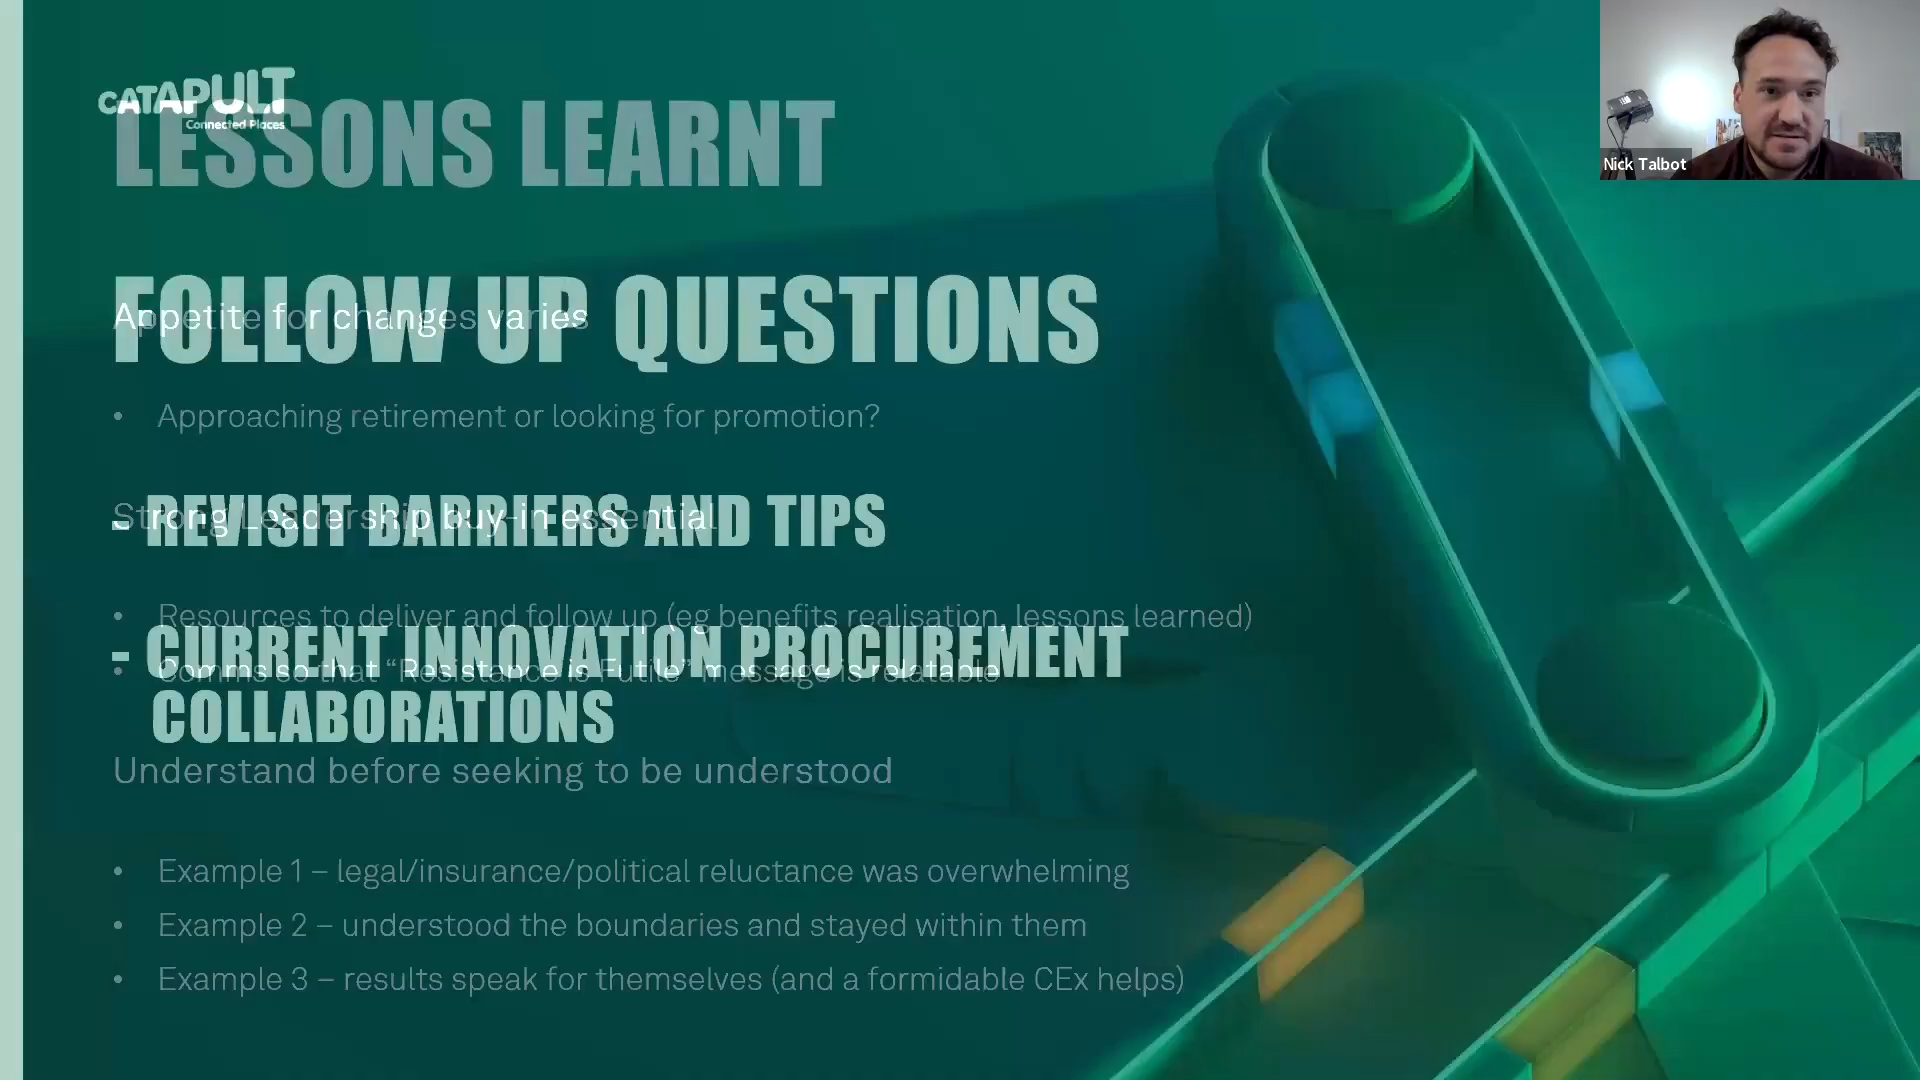 CATAPULT
Connected Places
LESSONS LEARNT
FOLLOW UP QUESTIONS
Appetite for changes varies
• Approaching retirement or looking for promotion?
- REVISIT BARRIERS AND TIPS
Strong Leadership buy-in essential
• Resources to deliver and follow up (eg benefits realisation, lessons learned)
- CURRENT INNOVATION PROCUREMENT
COLLABORATIONS
• Comms so that “Resistance is Futile” message is relatable
Understand before seeking to be understood
• Example 1 – legal/insurance/political reluctance was overwhelming
• Example 2 – understood the boundaries and stayed within them
• Example 3 – results speak for themselves (and a formidable CEx helps)
Nick Talbot